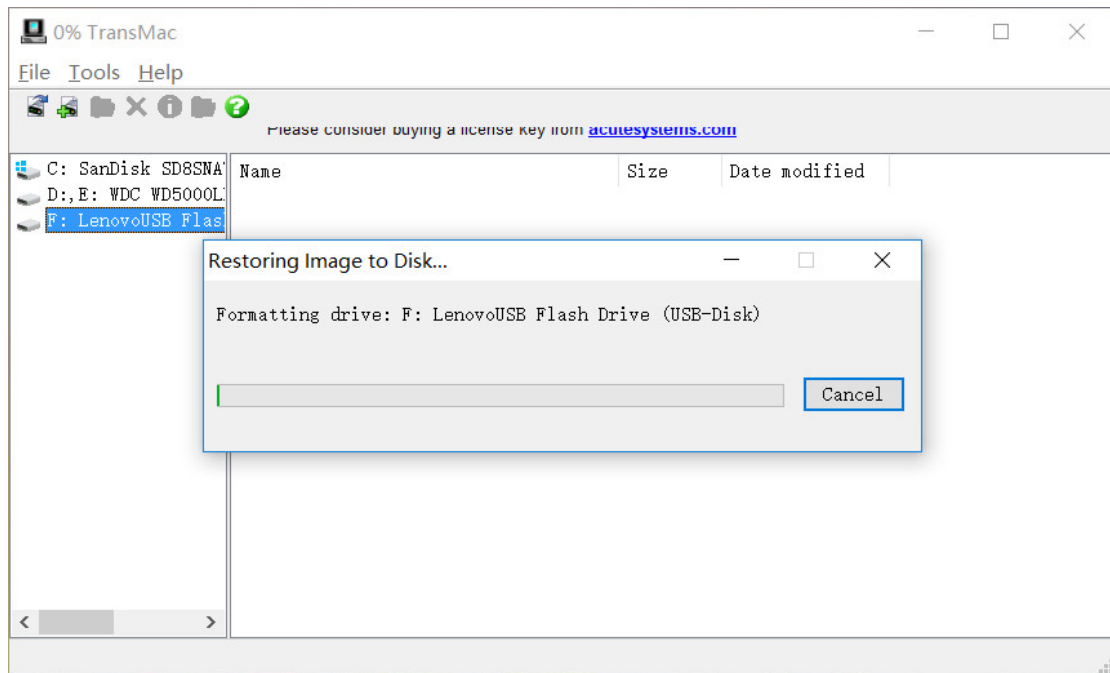 0% TransMac
File Tools Help
Please consider buying a license key from acutesystems.com
C: SanDisk SD8SNA
D:,E: WDC WD5000L
F: LenovoUSB Flas
Name Size Date modified
Restoring Image to Disk...
Formatting drive: F: LenovoUSB Flash Drive (USB-Disk)
Cancel